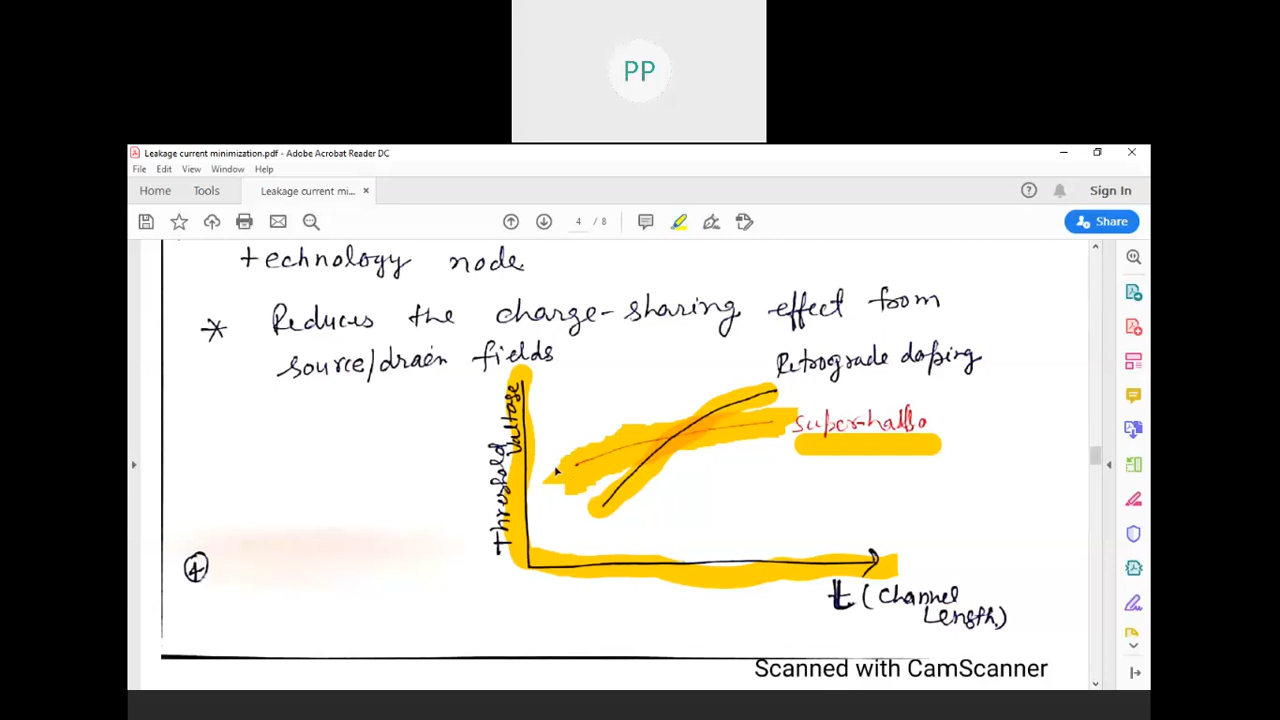 PP
Leakage current minimization.pdf - Adobe Acrobat Reader DC
File Edit View Window Help
Home Tools Leakage current mi... × Sign In
4 / 8 Share
technology node
* Reduces the charge-sharing effect from
source/drain fields
Retrograde doping
super-hallo
Threshold
Voltage
L (Channel
Length)
4
Scanned with CamScanner